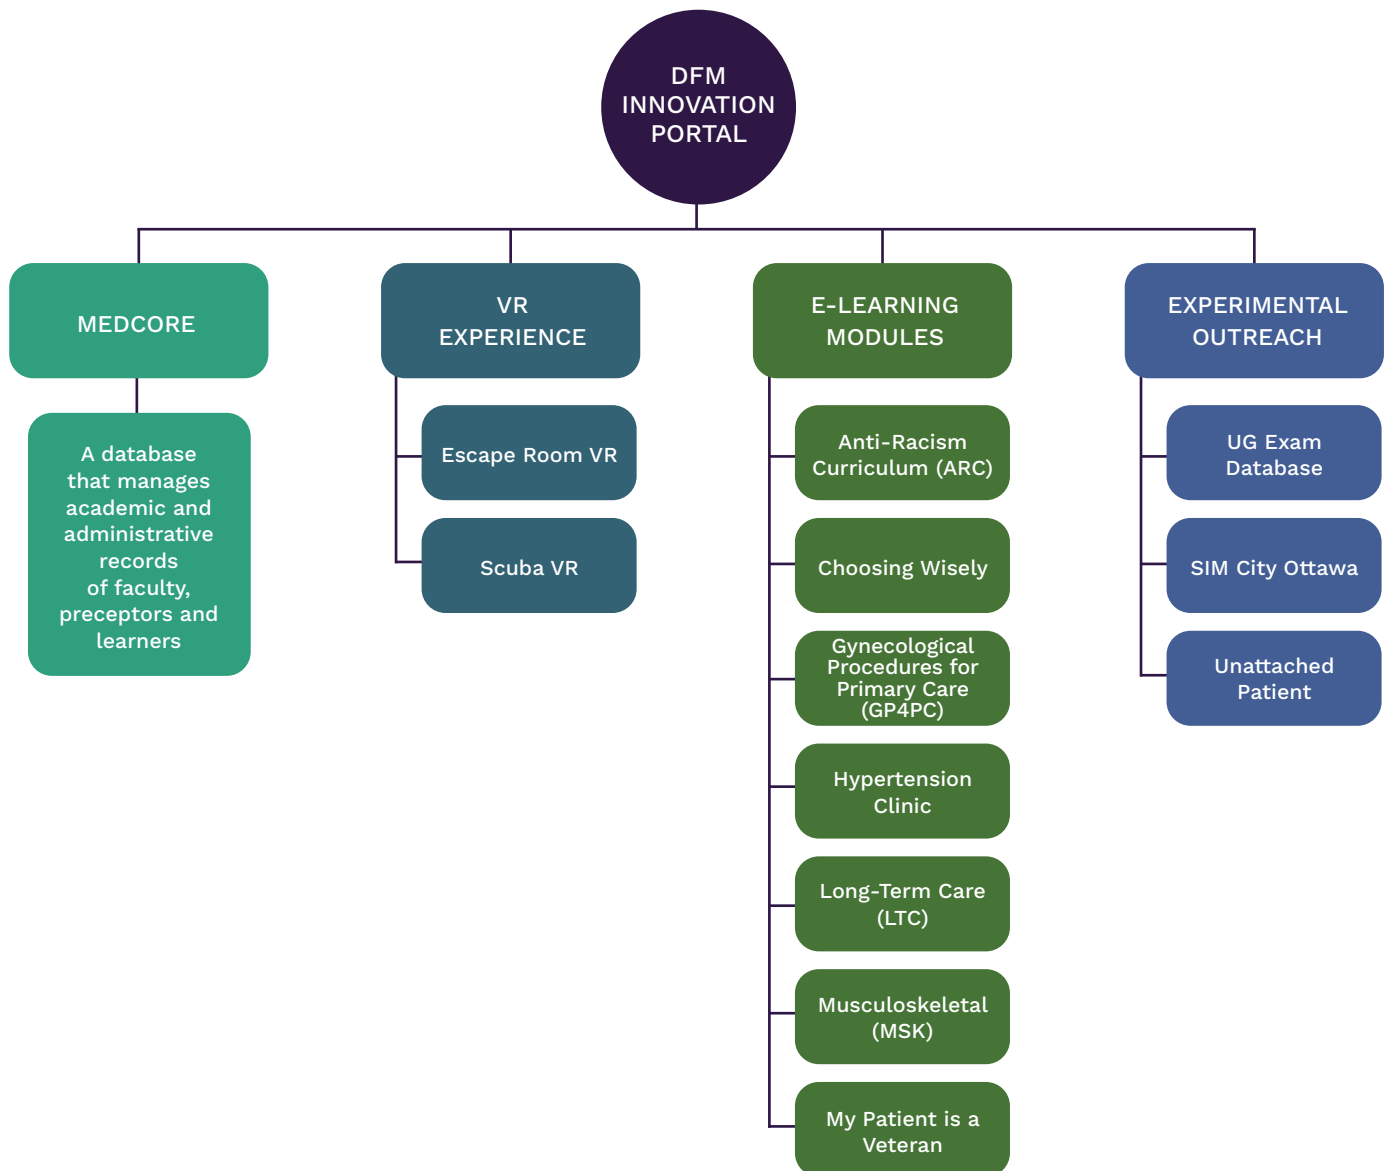 DFM
INNOVATION
PORTAL
MEDCORE
A database
that manages
academic and
administrative
records
of faculty,
preceptors and
learners
VR
EXPERIENCE
Escape Room VR
Scuba VR
E-LEARNING
MODULES
Anti-Racism
Curriculum (ARC)
Choosing Wisely
Gynecological
Procedures for
Primary Care
(GP4PC)
Hypertension
Clinic
Long-Term Care
(LTC)
Musculoskeletal
(MSK)
My Patient is a
Veteran
EXPERIMENTAL
OUTREACH
UG Exam
Database
SIM City Ottawa
Unattached
Patient